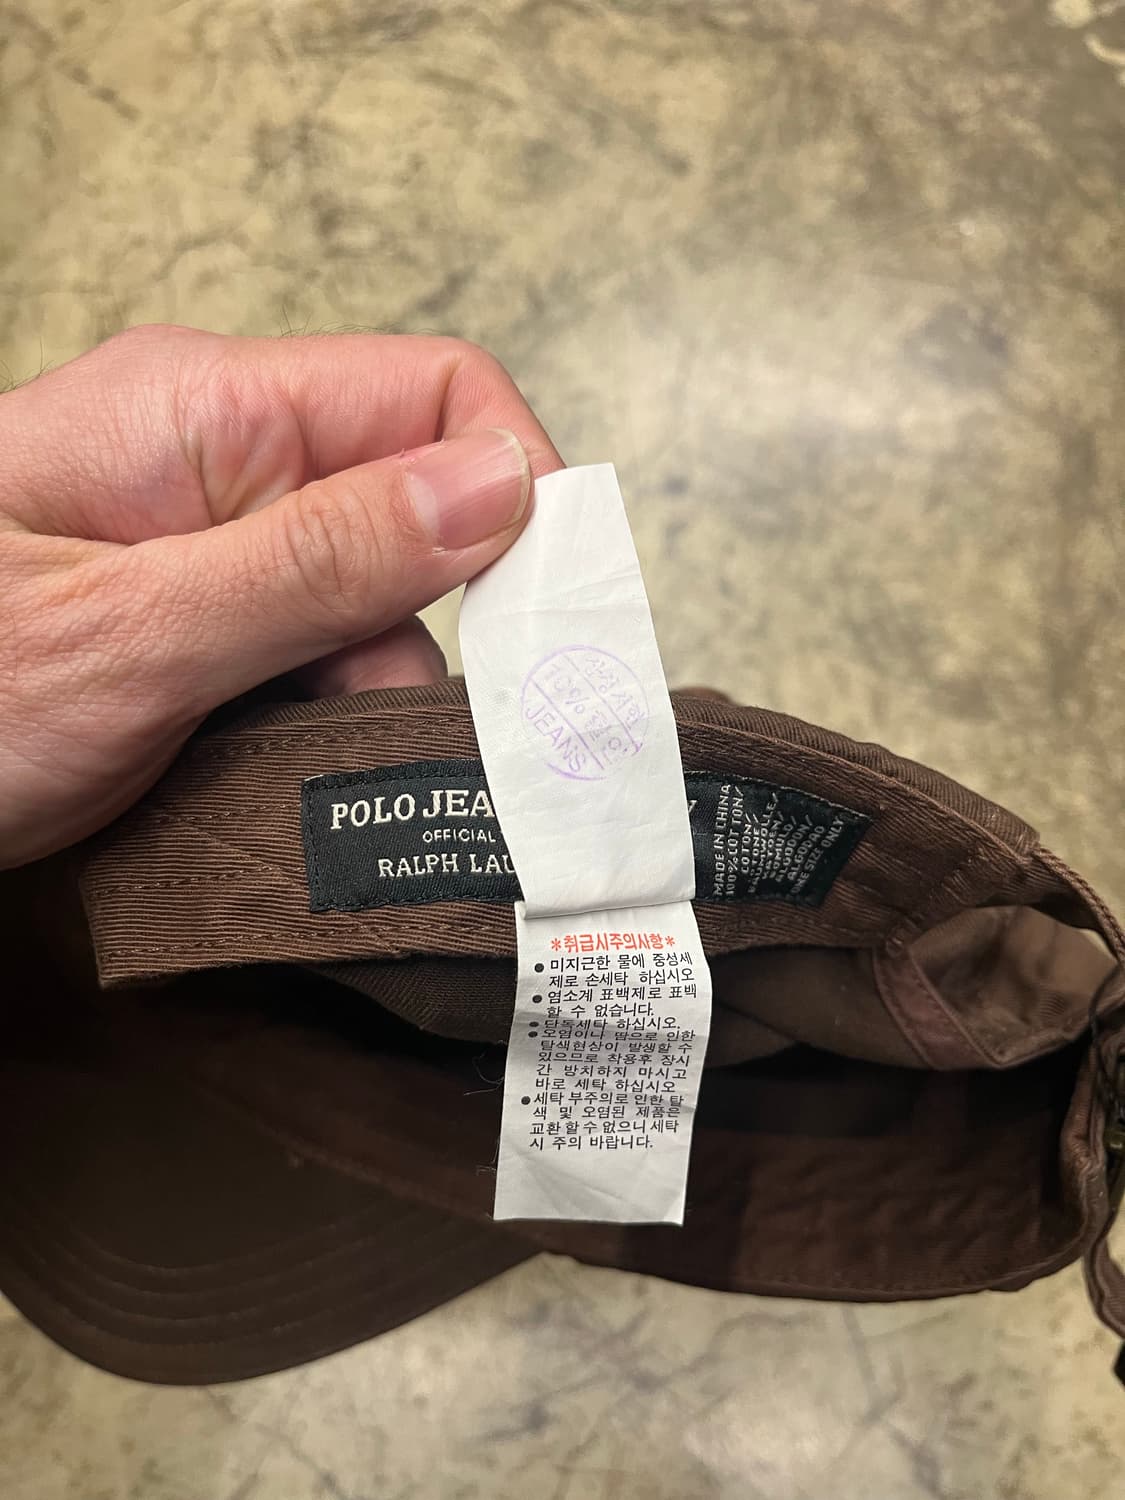 JEANS
POLO JEA
OFFICIAL
RALPH LAU
Y
MADE IN CHINA
100% COTTON/
COTON/
ALGODON/
ALGODAO
ONE SIZE ONLY
*취급시주의사항*
● 미지근한 물에 중성세
제로 손세탁 하십시오
● 염소계 표백제로 표백
할 수 없습니다.
● 단독세탁 하십시오.
● 오염이나 땀으로 인한
탈색현상이 발생할 수
있으므로 착용후 장시
간 방치하지 마시고
바로 세탁 하십시오
● 세탁 부주의로 인한 탈
색 및 오염된 제품은
교환 할 수 없으니 세탁
시 주의 바랍니다.